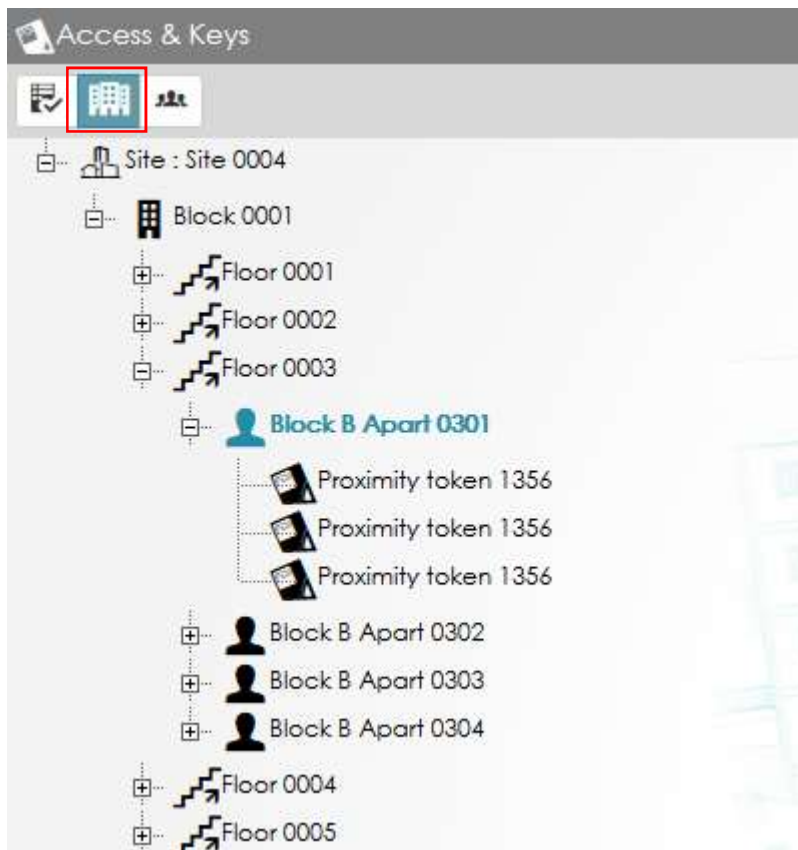 Access & Keys
Site : Site 0004
Block 0001
Floor 0001
Floor 0002
Floor 0003
Block B Apart 0301
Proximity token 1356
Proximity token 1356
Proximity token 1356
Block B Apart 0302
Block B Apart 0303
Block B Apart 0304
Floor 0004
Floor 0005